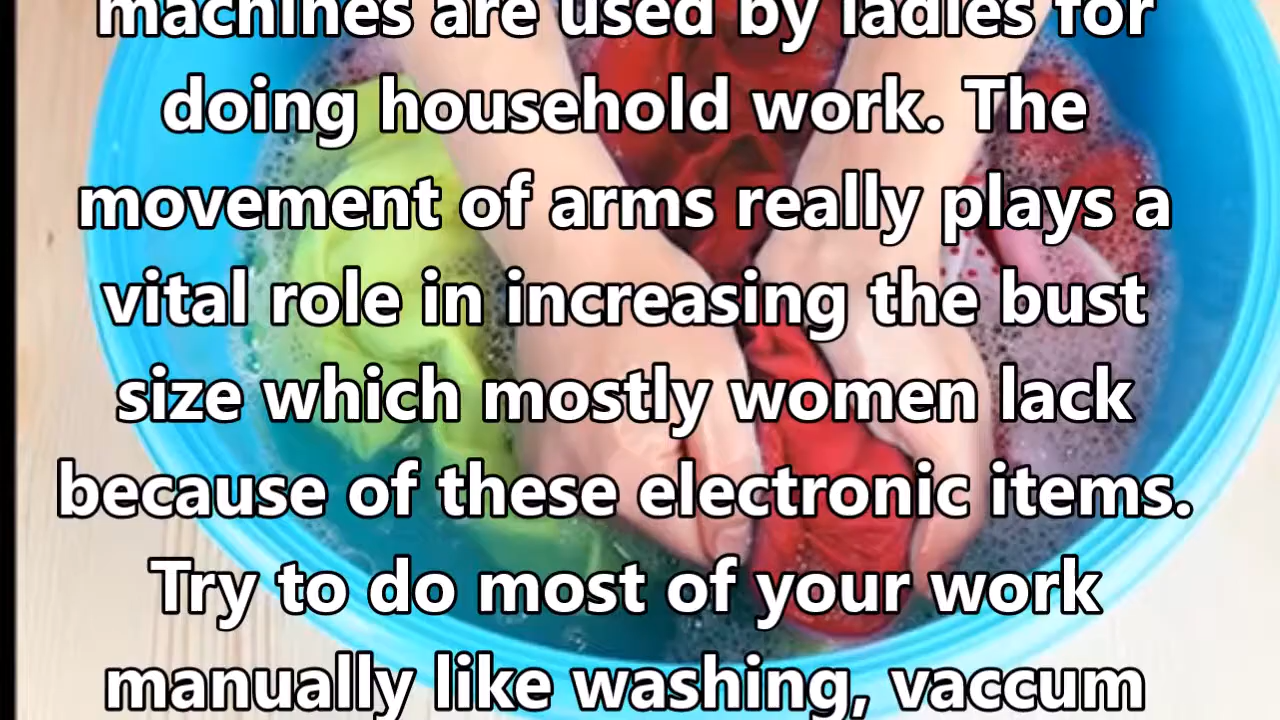 machines are used by ladies for
doing household work. The
movement of arms really plays a
vital role in increasing the bust
size which mostly women lack
because of these electronic items.
Try to do most of your work
manually like washing, vaccum